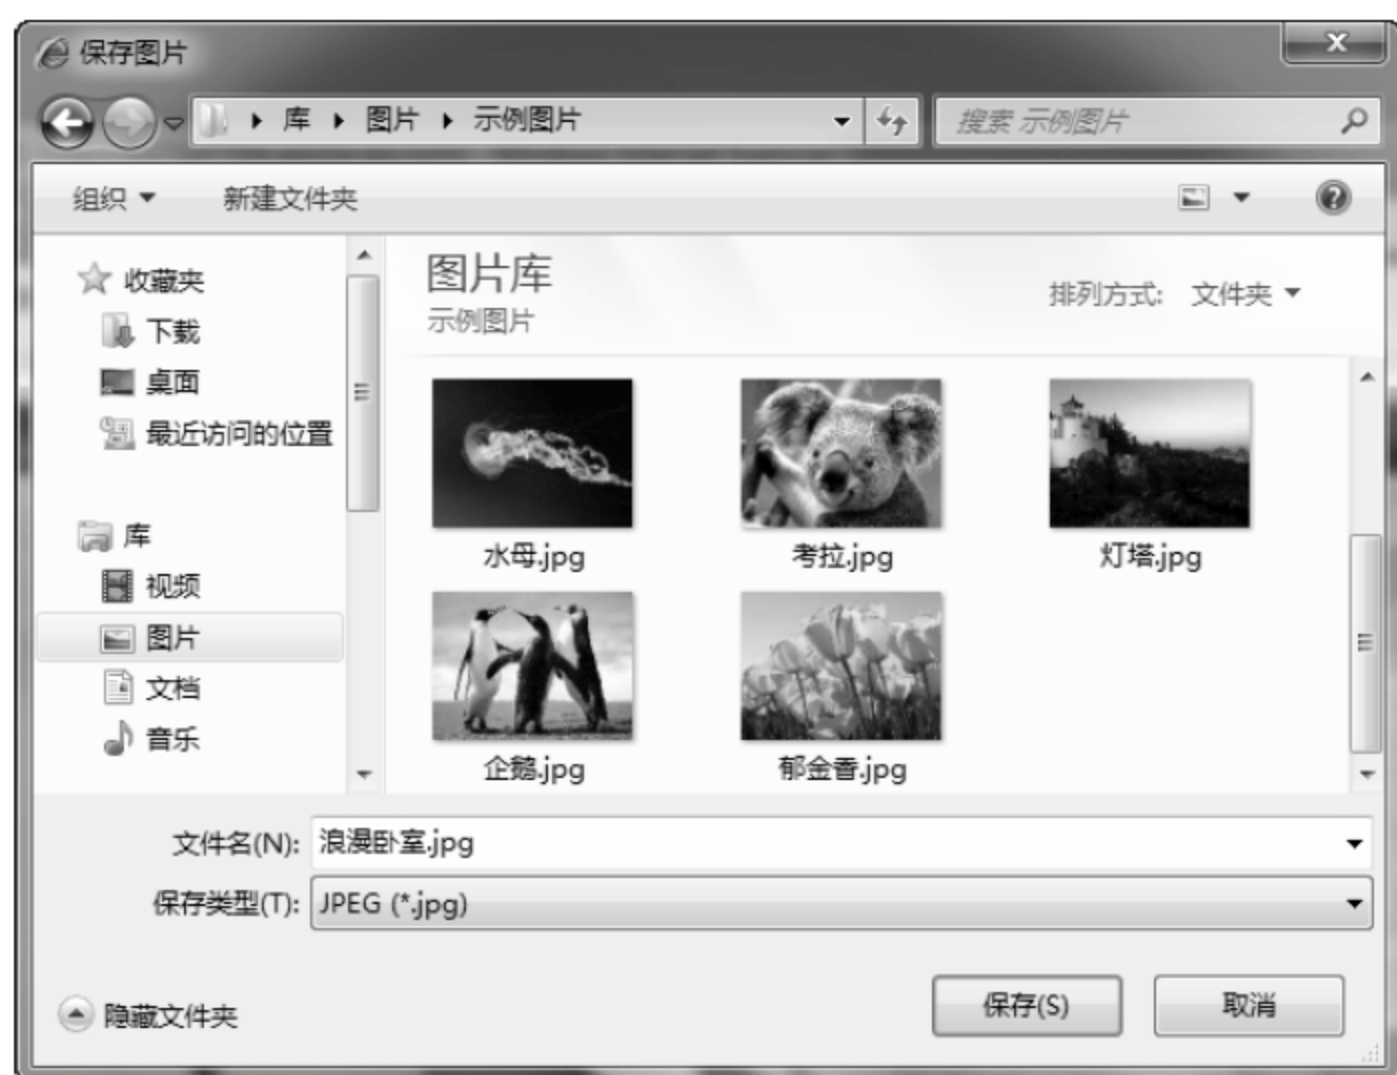 保存图片
库 图片 示例图片
搜索 示例图片
组织 新建文件夹
收藏夹
下载
桌面
最近访问的位置
库
视频
图片
文档
音乐
图片库
示例图片
排列方式: 文件夹
水母.jpg 考拉.jpg 灯塔.jpg
企鹅.jpg 郁金香.jpg
文件名(N): 浪漫卧室.jpg
保存类型(T): JPEG (*.jpg)
隐藏文件夹
保存(S) 取消